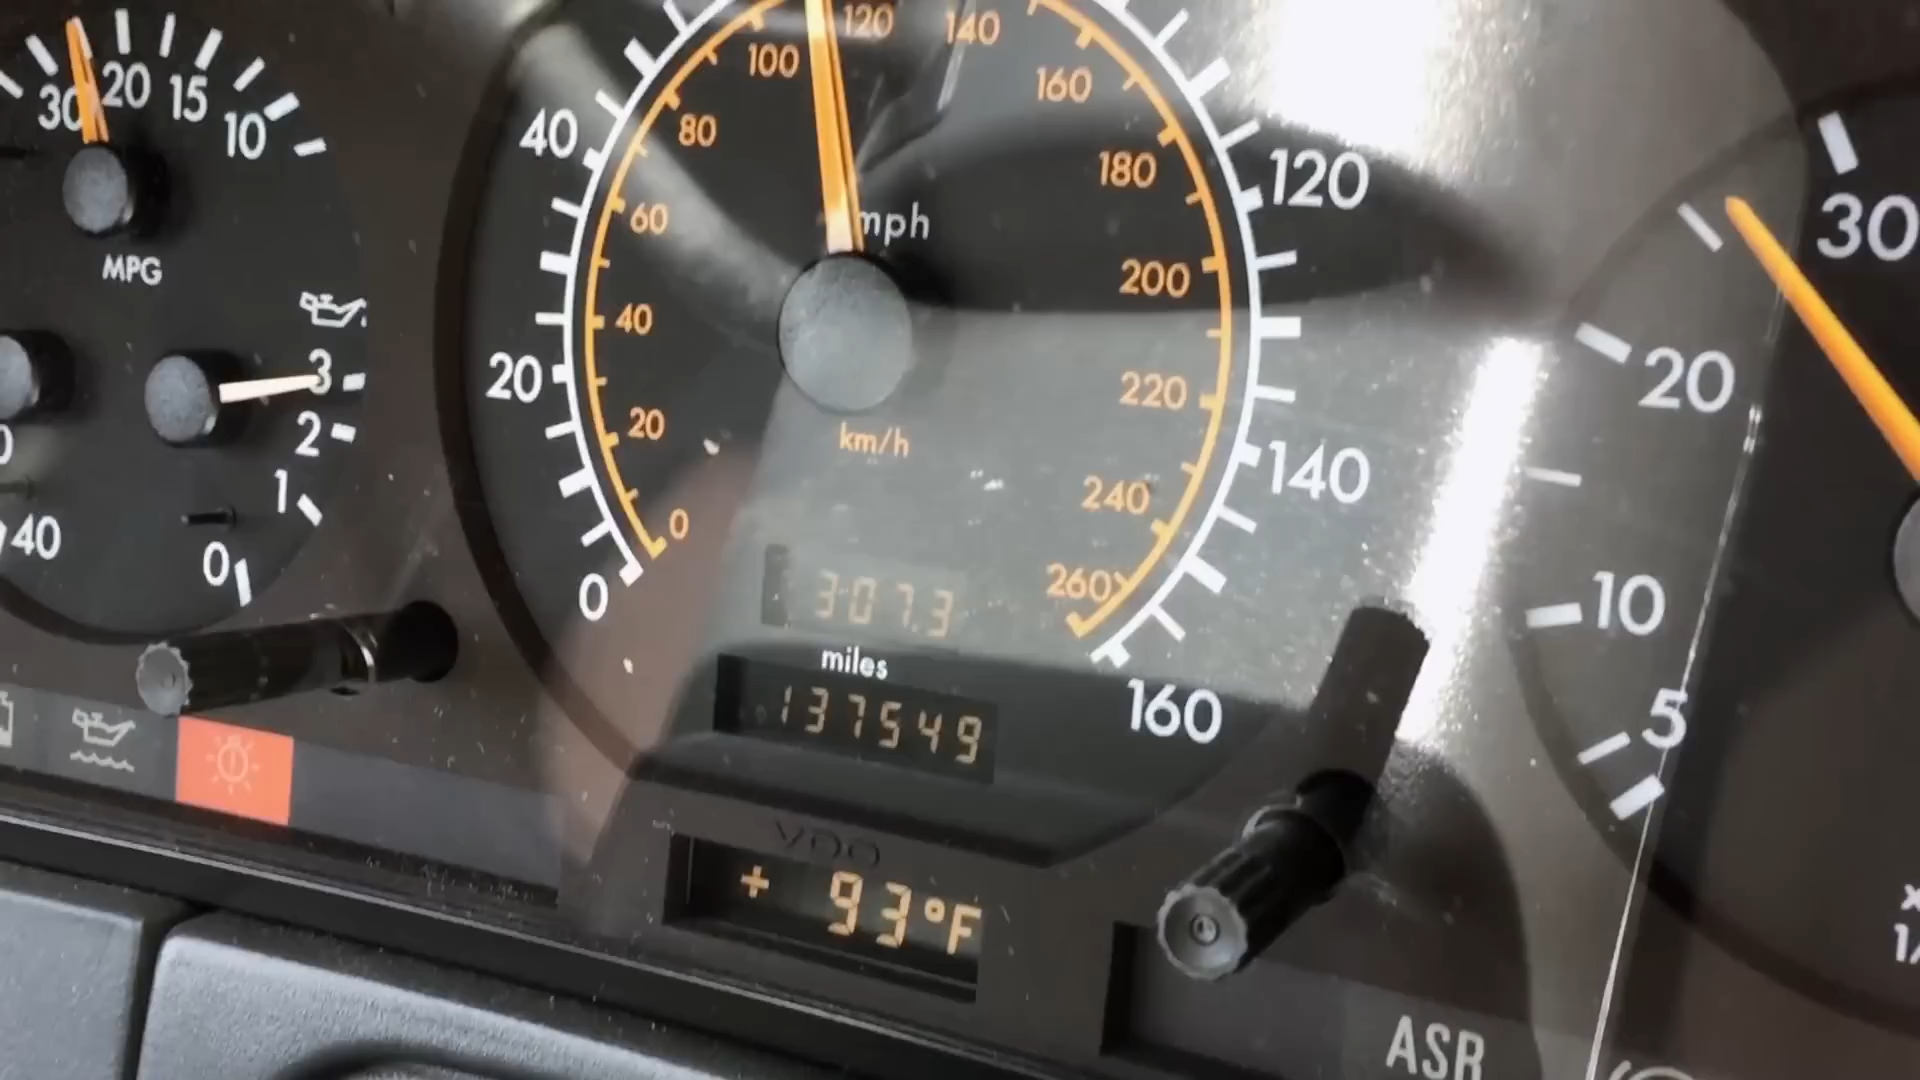 30 20 15 10
MPG
3
2
1
0
40
0 20 40
120
140
160
mph
0 20 40 60 80 100 120 140 160 180 200 220 240 260
km/h
307.3
miles
137549
VDO
+ 93°F
30
20
10
5
ASR